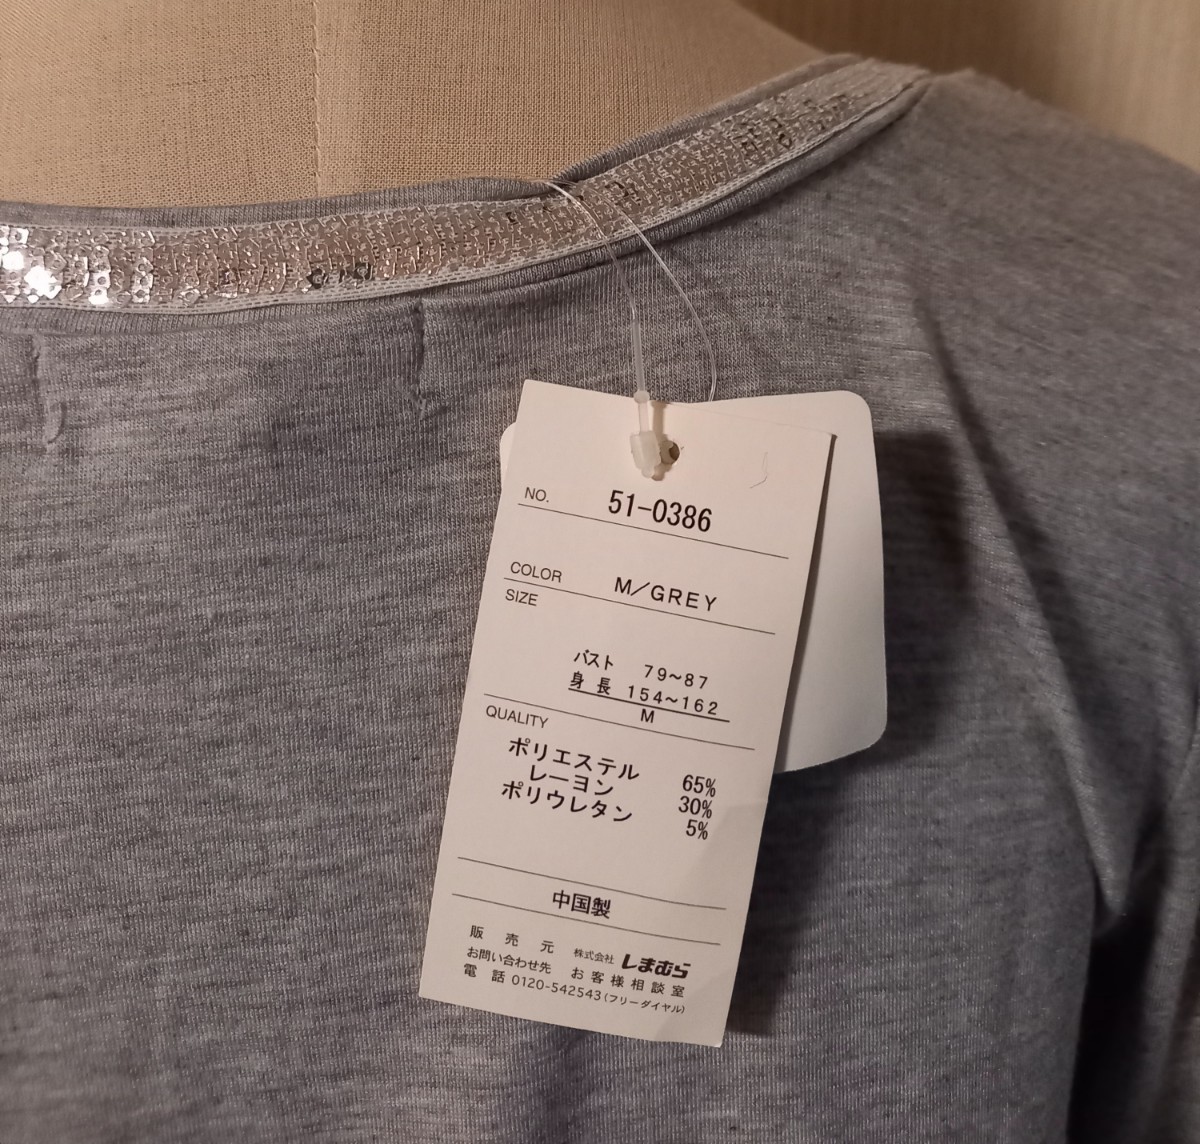 NO. 51-0386
COLOR M/GREY
SIZE
バスト 79~87
身長 154~162
M
QUALITY
ポリエステル 65%
レーヨン 30%
ポリウレタン 5%
中国製
販売元 株式会社 しまむら
お問い合わせ先 お客様相談室
電話 0120-542543(フリーダイヤル)